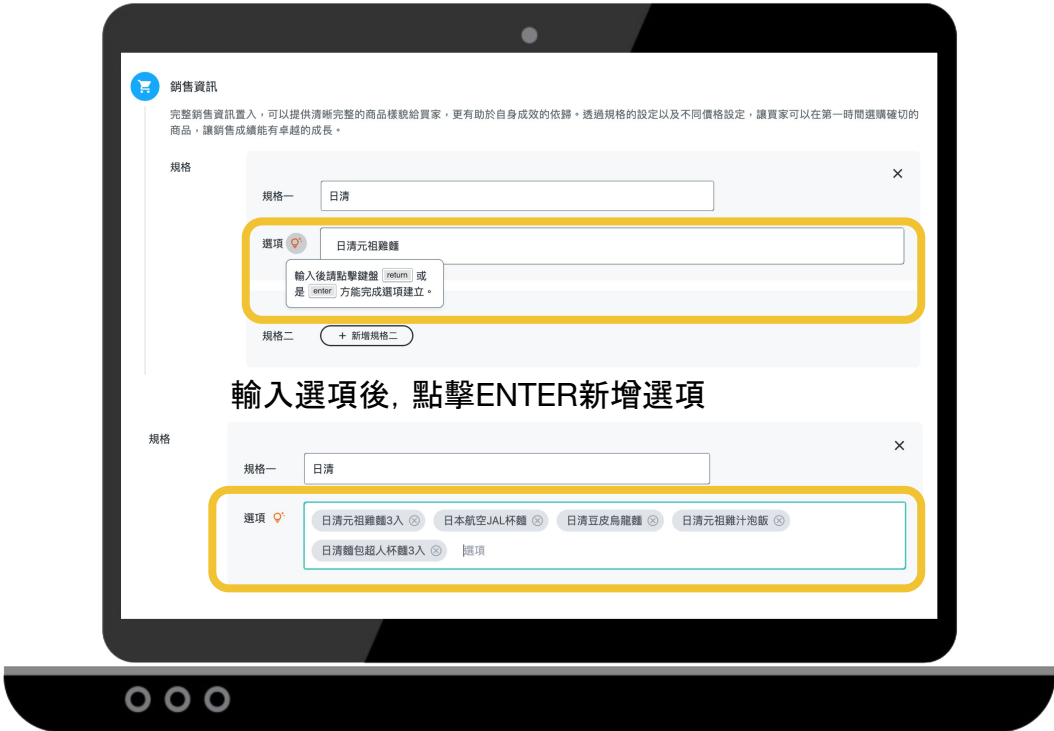 銷售資訊
完整銷售資訊置入，可以提供清晰完整的商品樣貌給買家，更有助於自身成效的依歸。透過規格的設定以及不同價格設定，讓買家可以在第一時間選購確切的
商品，讓銷售成績能有卓越的成長。
規格
規格一 日清
選項 日清元祖雞麵
輸入後請點擊鍵盤 return 或
是 enter 方能完成選項建立。
規格二 + 新增規格二
輸入選項後, 點擊ENTER新增選項
規格
規格一 日清
選項 日清元祖雞麵3入 日本航空JAL杯麵 日清豆皮烏龍麵 日清元祖雞汁泡飯
日清麵包超人杯麵3入 選項